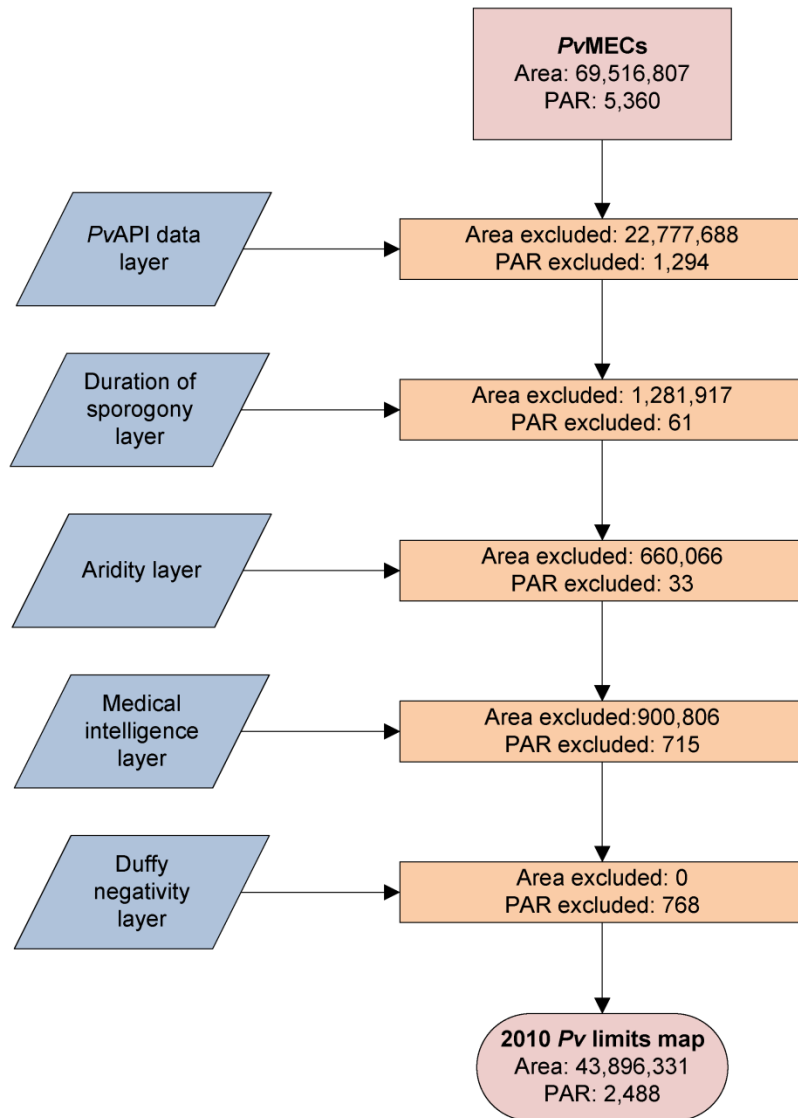 PvMECs
Area: 69,516,807
PAR: 5,360
PvAPI data
layer
Area excluded: 22,777,688
PAR excluded: 1,294
Duration of
sporogony
layer
Area excluded: 1,281,917
PAR excluded: 61
Aridity layer
Area excluded: 660,066
PAR excluded: 33
Medical
intelligence
layer
Area excluded:900,806
PAR excluded: 715
Duffy
negativity
layer
Area excluded: 0
PAR excluded: 768
2010 Pv limits map
Area: 43,896,331
PAR: 2,488